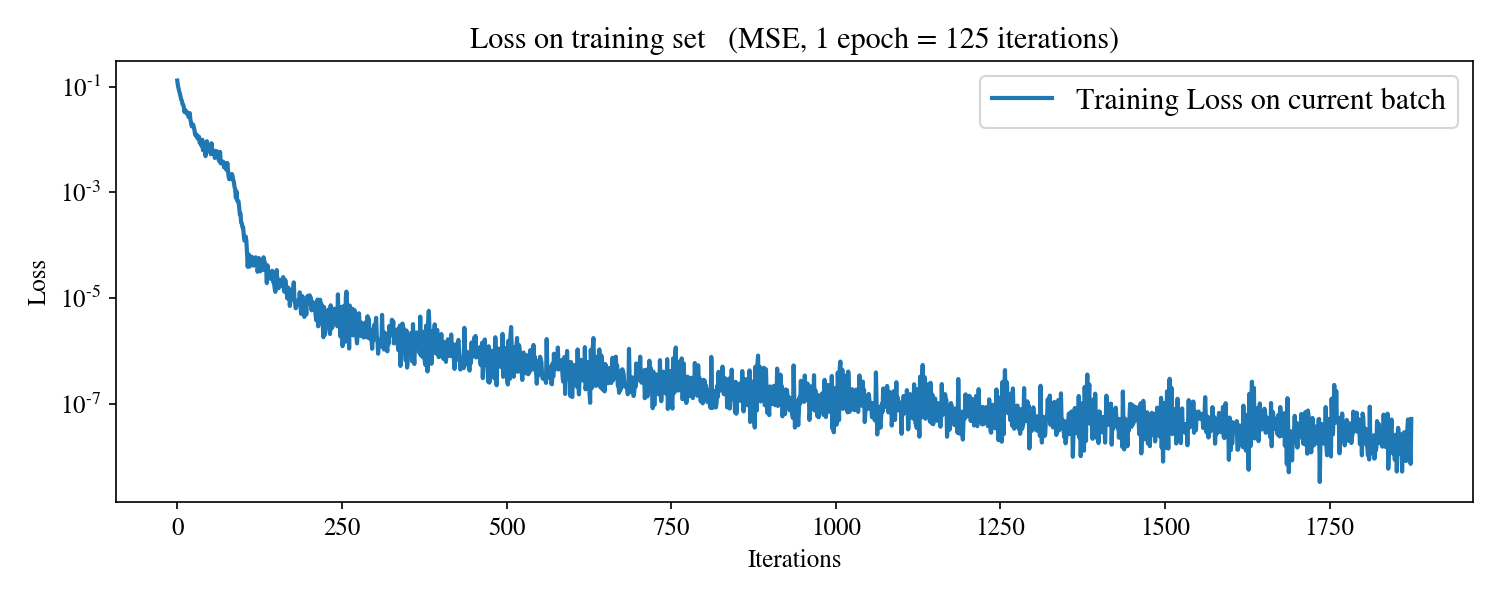 Loss on training set (MSE, 1 epoch = 125 iterations)
Training Loss on current batch
Loss
10⁻¹
10⁻³
10⁻⁵
10⁻⁷
0 250 500 750 1000 1250 1500 1750
Iterations